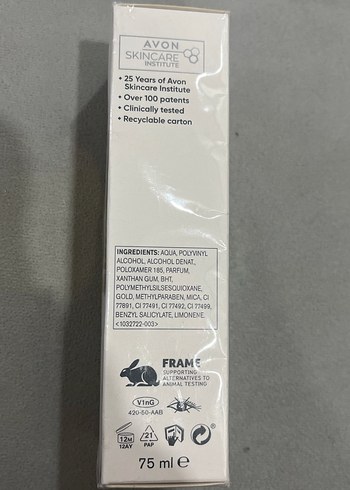 AVON
SKINCARE
INSTITUTE
• 25 Years of Avon
Skincare Institute
• Over 100 patents
• Clinically tested
• Recyclable carton
INGREDIENTS: AQUA, POLYVINYL
ALCOHOL, ALCOHOL DENAT.,
POLOXAMER 185, PARFUM,
XANTHAN GUM, BHT,
POLYMETHYLSILSESQUIOXANE,
GOLD, METHYLPARABEN, MICA, CI
77891, CI 77491, CI 77492, CI 77499,
BENZYL SALICYLATE, LIMONENE.
<1032722-003>
FRAME
SUPPORTING
ALTERNATIVES TO
ANIMAL TESTING
V1nG
420-50-AAB
12M
12AY
21
PAP
®
75 ml e